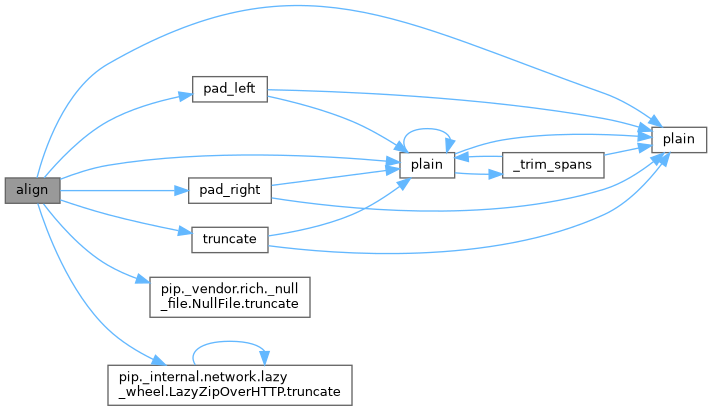 pad_left
plain
plain
_trim_spans
align
pad_right
truncate
pip._vendor.rich._null
_file.NullFile.truncate
pip._internal.network.lazy
_wheel.LazyZipOverHTTP.truncate